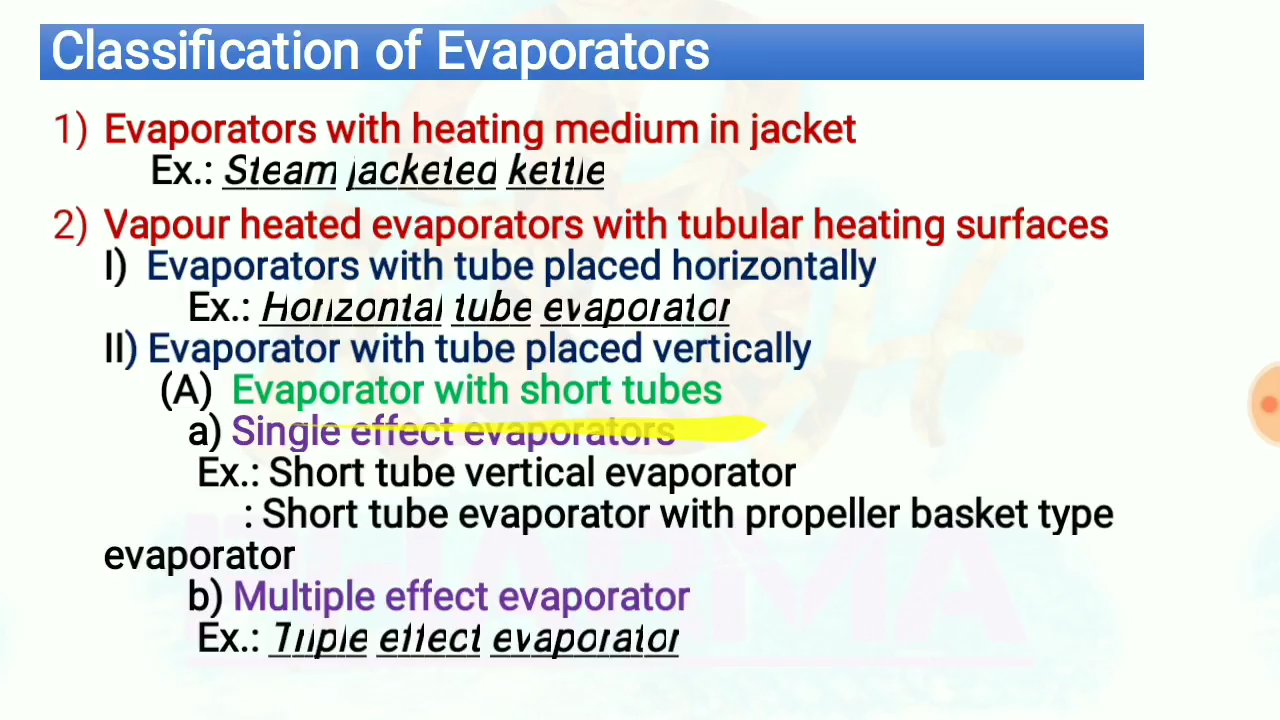 Classification of Evaporators
1) Evaporators with heating medium in jacket
Ex.: Steam jacketed kettle
2) Vapour heated evaporators with tubular heating surfaces
I) Evaporators with tube placed horizontally
Ex.: Horizontal tube evaporator
II) Evaporator with tube placed vertically
(A) Evaporator with short tubes
a) Single effect evaporators
Ex.: Short tube vertical evaporator
: Short tube evaporator with propeller basket type
evaporator
b) Multiple effect evaporator
Ex.: Triple effect evaporator